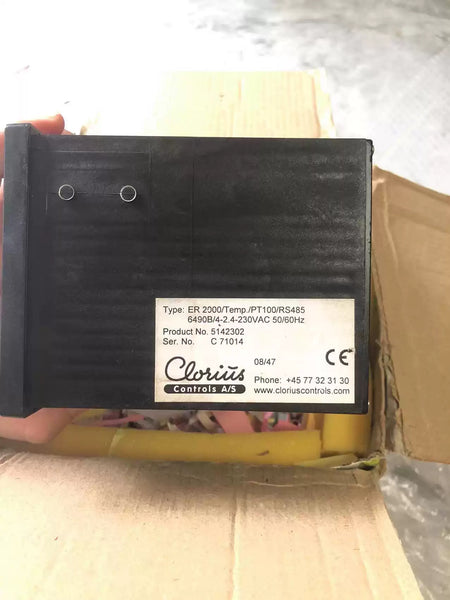 Type: ER 2000/Temp./PT100/RS485
6490B/4-2.4-230VAC 50/60Hz
Product No. 5142302
Ser. No. C 71014
Clorius
Controls A/S
08/47
CE
Phone: +45 77 32 31 30
www.cloriuscontrols.com